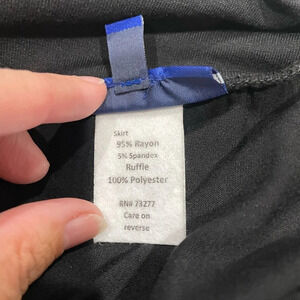 Skirt
95% Rayon
5% Spandex
Ruffle
100% Polyester
RN# 73277
Care on
reverse